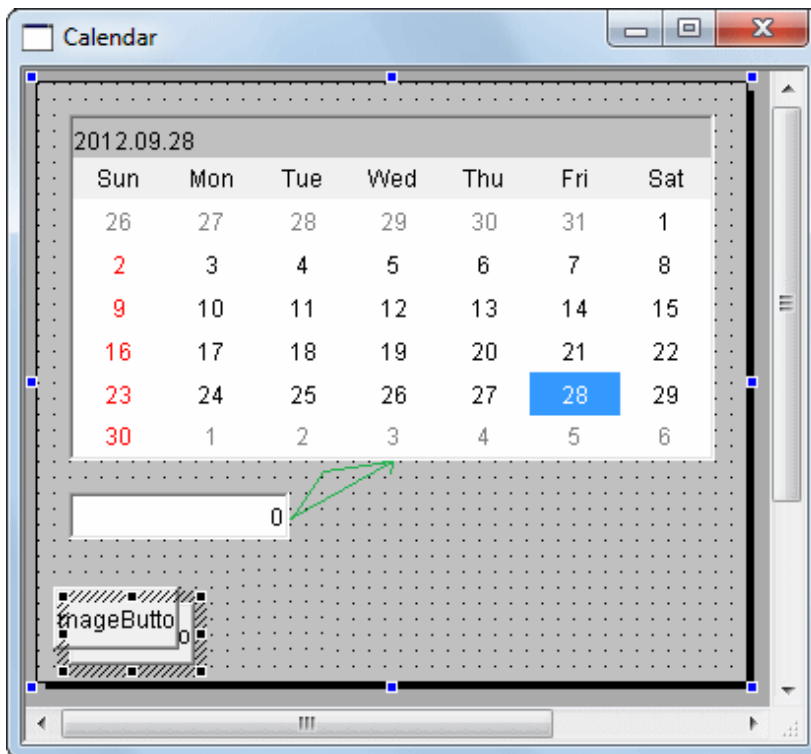 Calendar
2012.09.28
Sun Mon Tue Wed Thu Fri Sat
26 27 28 29 30 31 1
2 3 4 5 6 7 8
9 10 11 12 13 14 15
16 17 18 19 20 21 22
23 24 25 26 27 28 29
30 1 2 3 4 5 6
0
mageButto
o